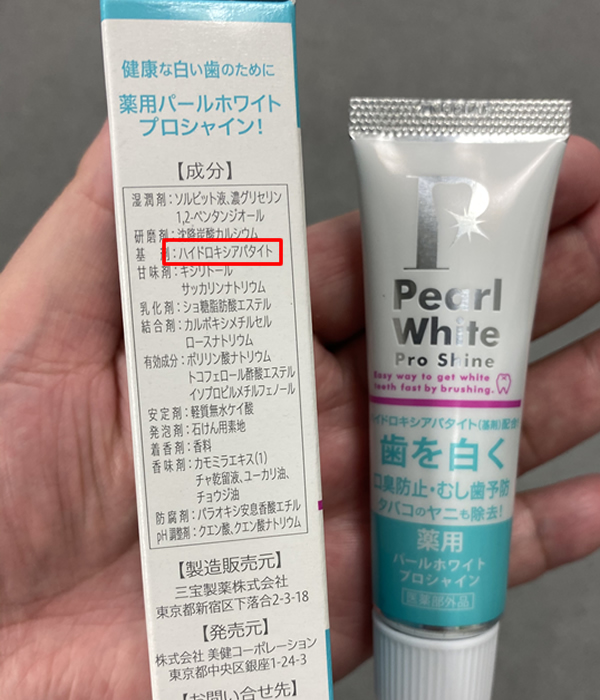 健康な白い歯のために
薬用パールホワイト
プロシャイン!
【成分】
湿潤剤:ソルビット液、濃グリセリン
1,2-ペンタンジオール
研磨剤:沈降炭酸カルシウム
基 剤:ハイドロキシアパタイト
甘味剤:キシリトール
サッカリンナトリウム
乳化剤:ショ糖脂肪酸エステル
結合剤:カルボキシメチルセル
ロースナトリウム
有効成分:ポリリン酸ナトリウム
トコフェロール酢酸エステル
イソプロピルメチルフェノール
安定剤:軽質無水ケイ酸
発泡剤:石けん用素地
着香剤:香料
香味剤:カモミラエキス(1)
チャ乾留液、ユーカリ油、
チョウジ油
防腐剤:パラオキシ安息香酸エチル
pH調整剤:クエン酸、クエン酸ナトリウム
【製造販売元】
三宝製薬株式会社
東京都新宿区下落合2-3-18
【発売元】
株式会社 美健コーポレーション
東京都中央区銀座1-24-3
【お問い合せ先】
P
Pearl
White
Pro Shine
Easy way to get white
teeth fast by brushing.
ハイドロキシアパタイト(基剤)配合
歯を白く
口臭防止・むし歯予防
タバコのヤニも除去!
薬用
パールホワイト
プロシャイン
医薬部外品